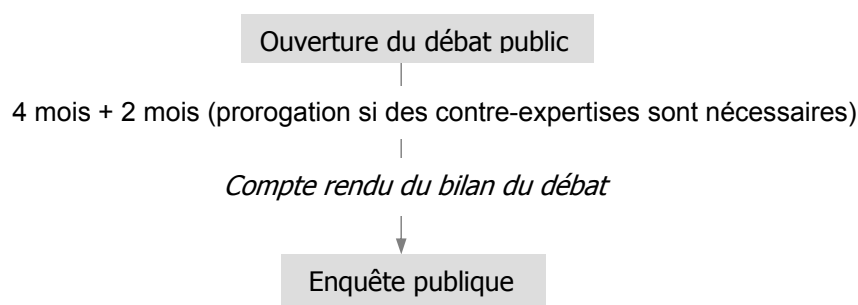 Ouverture du débat public
4 mois + 2 mois (prorogation si des contre-expertises sont nécessaires)
Compte rendu du bilan du débat
Enquête publique